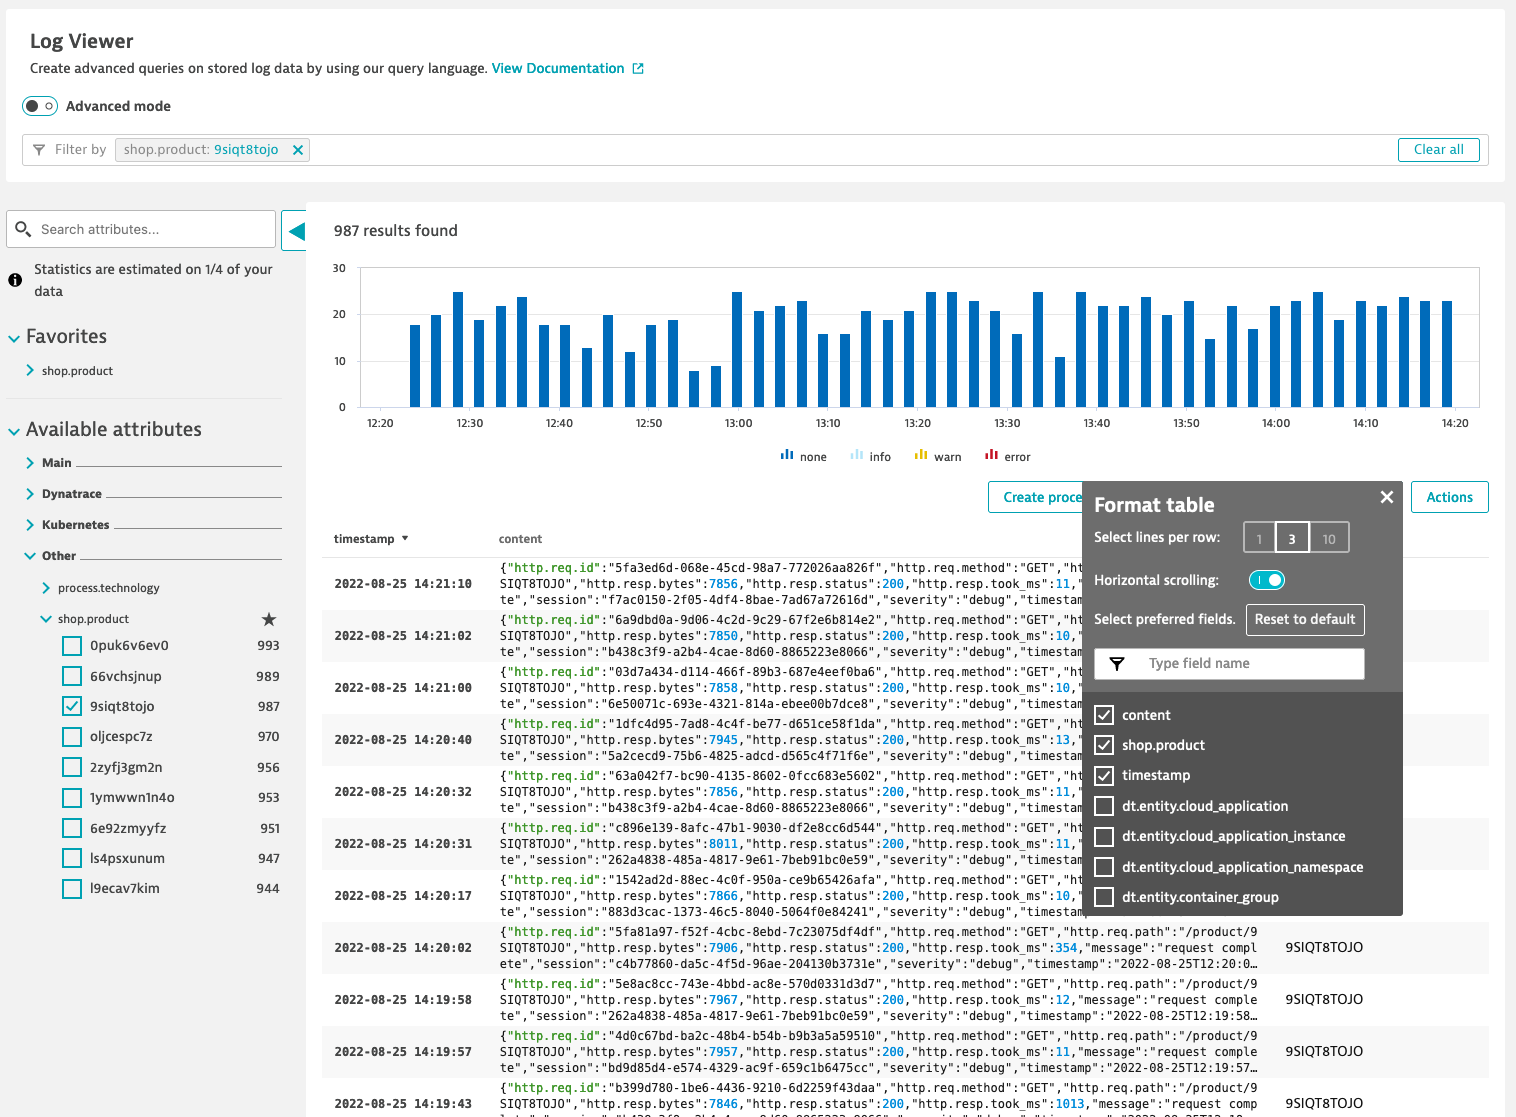 Log Viewer
Create advanced queries on stored log data by using our query language. View Documentation
Advanced mode
Filter by shop.product: 9siqt8tojo Clear all
Search attributes...
Statistics are estimated on 1/4 of your
data
Favorites
shop.product
Available attributes
Main
Dynatrace
Kubernetes
Other
process.technology
shop.product
0puk6v6ev0 993
66vchsjnup 989
9siqt8tojo 987
oljcespc7z 970
2zyfj3gm2n 956
1ymwwn1n4o 953
6e92zmyyfz 951
ls4psxunum 947
l9ecav7kim 944
987 results found
30
20
10
0
12:20 12:30 12:40 12:50 13:00 13:10 13:20 13:30 13:40 13:50 14:00 14:10 14:20
none info warn error
Create proce Actions
timestamp content
2022-08-25 14:21:10
{"http.req.id":"5fa3ed6d-068e-45cd-98a7-772026aa826f","http.req.method":"GET","ht
SIQT8TOJO","http.resp.bytes":7856,"http.resp.status":200,"http.resp.took_ms":11,"
te","session":"f7ac0150-2f05-4df4-8bae-7ad67a72616d","severity":"debug","timestam
2022-08-25 14:21:02
{"http.req.id":"6a9dbd0a-9d06-4c2d-9c29-67f2e6b814e2","http.req.method":"GET","ht
SIQT8TOJO","http.resp.bytes":7850,"http.resp.status":200,"http.resp.took_ms":10,"
te","session":"b438c3f9-a2b4-4cae-8d60-8865223e8066","severity":"debug","timestam
2022-08-25 14:21:00
{"http.req.id":"03d7a434-d114-466f-89b3-687e4eef0ba6","http.req.method":"GET","ht
SIQT8TOJO","http.resp.bytes":7858,"http.resp.status":200,"http.resp.took_ms":10,"
te","session":"6e50071c-693e-4321-814a-ebee00b7dce8","severity":"debug","timestam
2022-08-25 14:20:40
{"http.req.id":"1dfc4d95-7ad8-4c4f-be77-d651ce58f1da","http.req.method":"GET","ht
SIQT8TOJO","http.resp.bytes":7945,"http.resp.status":200,"http.resp.took_ms":13,"
te","session":"5a2cecd9-75b6-4825-adcd-d565c4f71f6e","severity":"debug","timestam
2022-08-25 14:20:32
{"http.req.id":"63a042f7-bc90-4135-8602-0fcc683e5602","http.req.method":"GET","ht
SIQT8TOJO","http.resp.bytes":7856,"http.resp.status":200,"http.resp.took_ms":11,"
te","session":"b438c3f9-a2b4-4cae-8d60-8865223e8066","severity":"debug","timestam
2022-08-25 14:20:31
{"http.req.id":"c896e139-8afc-47b1-9030-df2e8cc6d544","http.req.method":"GET","ht
SIQT8TOJO","http.resp.bytes":8011,"http.resp.status":200,"http.resp.took_ms":11,"
te","session":"262a4838-485a-4817-9e61-7beb91bc0e59","severity":"debug","timestam
2022-08-25 14:20:17
{"http.req.id":"1542ad2d-88ec-4c0f-950a-ce9b65426afa","http.req.method":"GET","ht
SIQT8TOJO","http.resp.bytes":7866,"http.resp.status":200,"http.resp.took_ms":10,"
te","session":"883d3cac-1373-46c5-8040-5064f0e84241","severity":"debug","timestam
2022-08-25 14:20:02
{"http.req.id":"5fa81a97-f52f-4cbc-8ebd-7c23075df4df","http.req.method":"GET","http.req.path":"/product/9
SIQT8TOJO","http.resp.bytes":7906,"http.resp.status":200,"http.resp.took_ms":354,"message":"request compl
ete","session":"c4b77860-da5c-4f5d-96ae-204130b3731e","severity":"debug","timestamp":"2022-08-25T12:20:0…
9SIQT8TOJO
2022-08-25 14:19:58
{"http.req.id":"5e8ac8cc-743e-4bbd-ac8e-570d0331d3d7","http.req.method":"GET","http.req.path":"/product/9
SIQT8TOJO","http.resp.bytes":7967,"http.resp.status":200,"http.resp.took_ms":12,"message":"request comple
te","session":"262a4838-485a-4817-9e61-7beb91bc0e59","severity":"debug","timestamp":"2022-08-25T12:19:58…
9SIQT8TOJO
2022-08-25 14:19:57
{"http.req.id":"4d0c67bd-ba2c-48b4-b54b-b9b3a5a59510","http.req.method":"GET","http.req.path":"/product/9
SIQT8TOJO","http.resp.bytes":7957,"http.resp.status":200,"http.resp.took_ms":11,"message":"request comple
te","session":"bd9d85d4-e574-4329-ac9f-659c1b6475cc","severity":"debug","timestamp":"2022-08-25T12:19:57…
9SIQT8TOJO
2022-08-25 14:19:43
{"http.req.id":"b399d780-1be6-4436-9210-6d2259f43daa","http.req.method":"GET","http.req.path":"/product/9
SIQT8TOJO","http.resp.bytes":7846,"http.resp.status":200,"http.resp.took_ms":1013,"message":"request com
9SIQT8TOJO
Format table
Select lines per row: 1 3 10
Horizontal scrolling:
Select preferred fields. Reset to default
Type field name
content
shop.product
timestamp
dt.entity.cloud_application
dt.entity.cloud_application_instance
dt.entity.cloud_application_namespace
dt.entity.container_group